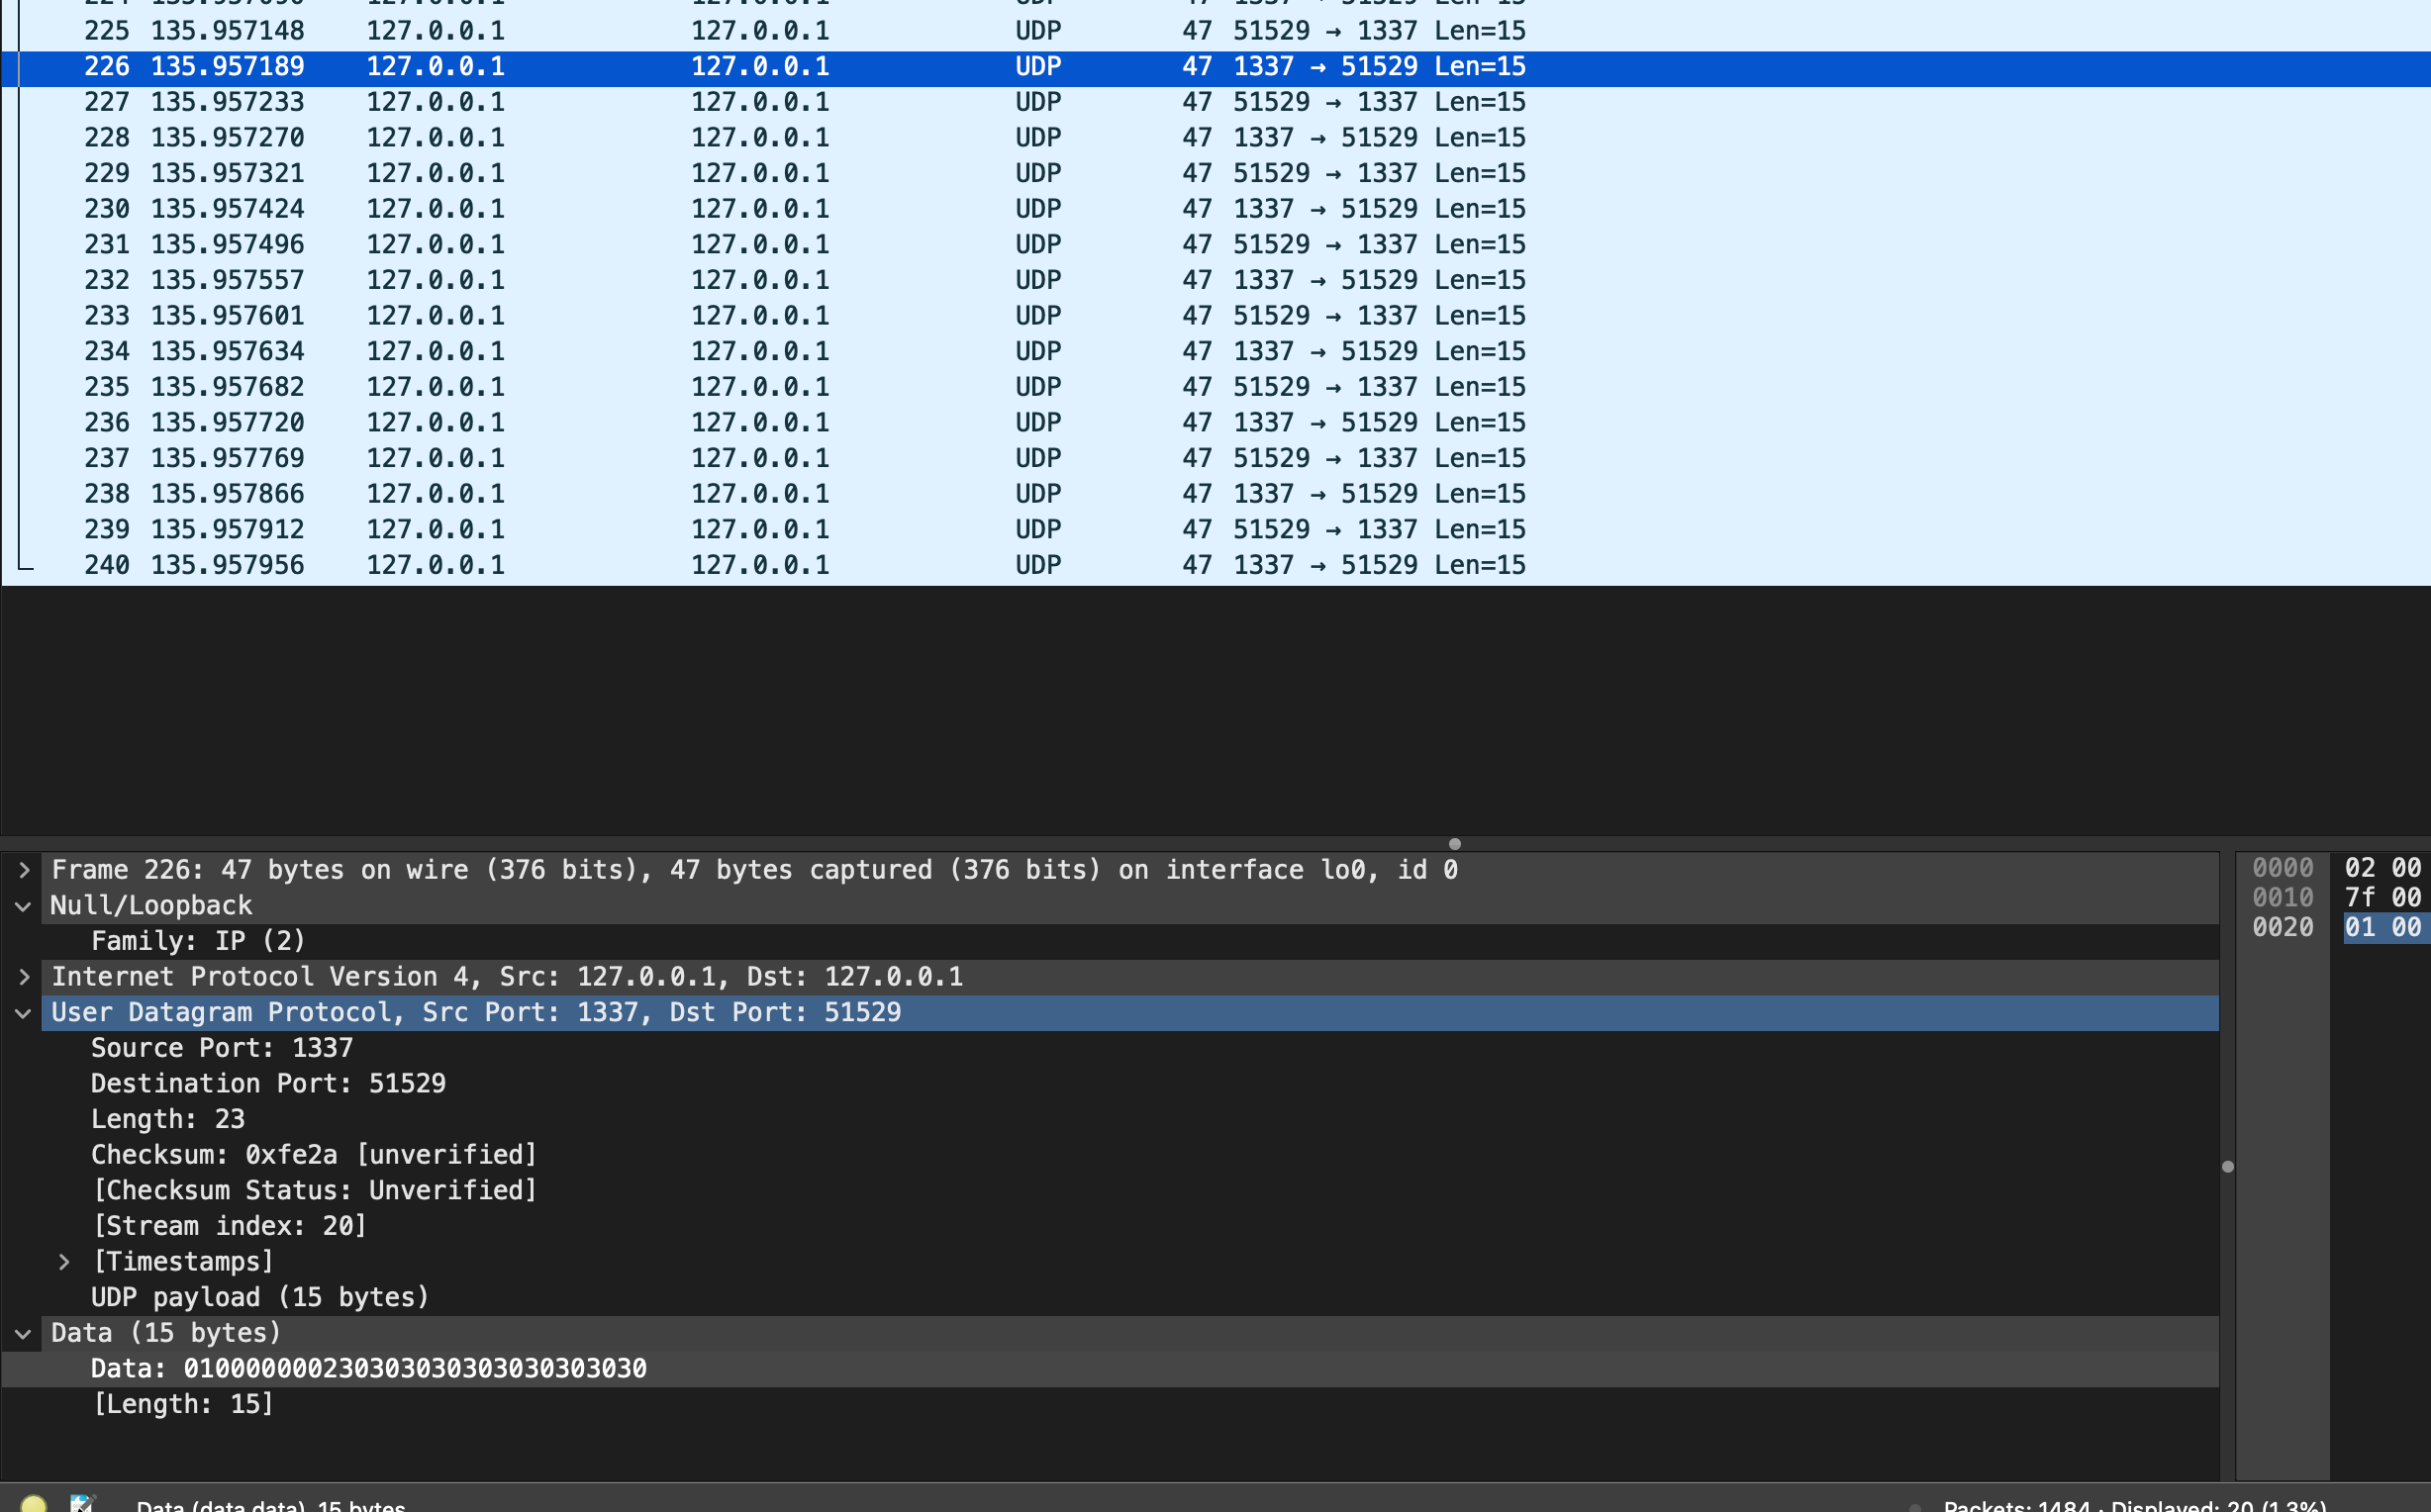 225 135.957148 127.0.0.1 127.0.0.1 UDP 47 51529 → 1337 Len=15
226 135.957189 127.0.0.1 127.0.0.1 UDP 47 1337 → 51529 Len=15
227 135.957233 127.0.0.1 127.0.0.1 UDP 47 51529 → 1337 Len=15
228 135.957270 127.0.0.1 127.0.0.1 UDP 47 1337 → 51529 Len=15
229 135.957321 127.0.0.1 127.0.0.1 UDP 47 51529 → 1337 Len=15
230 135.957424 127.0.0.1 127.0.0.1 UDP 47 1337 → 51529 Len=15
231 135.957496 127.0.0.1 127.0.0.1 UDP 47 51529 → 1337 Len=15
232 135.957557 127.0.0.1 127.0.0.1 UDP 47 1337 → 51529 Len=15
233 135.957601 127.0.0.1 127.0.0.1 UDP 47 51529 → 1337 Len=15
234 135.957634 127.0.0.1 127.0.0.1 UDP 47 1337 → 51529 Len=15
235 135.957682 127.0.0.1 127.0.0.1 UDP 47 51529 → 1337 Len=15
236 135.957720 127.0.0.1 127.0.0.1 UDP 47 1337 → 51529 Len=15
237 135.957769 127.0.0.1 127.0.0.1 UDP 47 51529 → 1337 Len=15
238 135.957866 127.0.0.1 127.0.0.1 UDP 47 1337 → 51529 Len=15
239 135.957912 127.0.0.1 127.0.0.1 UDP 47 51529 → 1337 Len=15
240 135.957956 127.0.0.1 127.0.0.1 UDP 47 1337 → 51529 Len=15
Frame 226: 47 bytes on wire (376 bits), 47 bytes captured (376 bits) on interface lo0, id 0
Null/Loopback
Family: IP (2)
Internet Protocol Version 4, Src: 127.0.0.1, Dst: 127.0.0.1
User Datagram Protocol, Src Port: 1337, Dst Port: 51529
Source Port: 1337
Destination Port: 51529
Length: 23
Checksum: 0xfe2a [unverified]
[Checksum Status: Unverified]
[Stream index: 20]
[Timestamps]
UDP payload (15 bytes)
Data (15 bytes)
Data: 010000000230303030303030303030
[Length: 15]
0000 02 00
0010 7f 00
0020 01 00
Data (data.data), 15 bytes
Packets: 1484 · Displayed: 20 (1.3%)